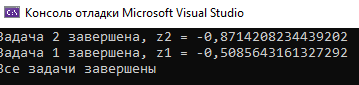 Консоль отладки Microsoft Visual Studio
Задача 2 завершена, z2 = -0,8714208234439202
Задача 1 завершена, z1 = -0,5085643161327292
Все задачи завершены